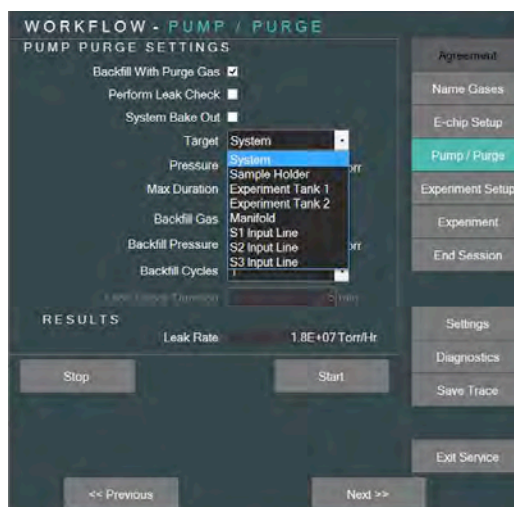 WORKFLOW - PUMP / PURGE
PUMP PURGE SETTINGS
Backfill With Purge Gas
Perform Leak Check
System Bake Out
Target System
Pressure
Max Duration
Backfill Gas
Backfill Pressure
Backfill Cycles
System
Sample Holder
Experiment Tank 1
Experiment Tank 2
Manifold
S1 Input Line
S2 Input Line
S3 Input Line
RESULTS
Leak Rate 1.8E+07 Torr/Hr
Stop
Start
<< Previous
Next >>
Agreement
Name Gases
E-chip Setup
Pump / Purge
Experiment Setup
Experiment
End Session
Settings
Diagnostics
Save Trace
Exit Service